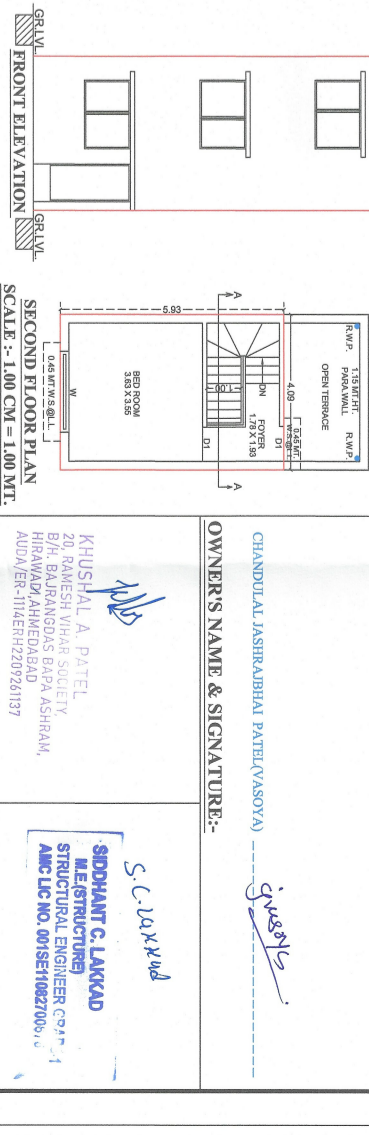 GR.LVL.
GR.LVL.
FRONT ELEVATION
R.W.P.
1.15 MT.HT.
PARA.WALL
R.W.P.
OPEN TERRACE
4.09
0.45 MT.
W.S.@L.L.
D1
D1
FOYER
1.78 X 1.93
DN
1.00
A
A
5.93
BED ROOM
3.63 X 3.55
W
0.45 MT.W.S.@L.L.
SECOND FLOOR PLAN
SCALE :- 1.00 CM = 1.00 MT.
CHANDULAL JASHRAJBHAI PATEL(VASOYA)
OWNER'S NAME & SIGNATURE:-
KHUSHAL A. PATEL
20, RAMESH VIHAR SOCIETY,
B/H. BAJRANGDAS BAPA ASHRAM,
HIRAWADI,AHMEDABAD
AUDA/ER-1114ERH2209261137
S.C.Lakkad
SIDDHANT C. LAKKAD
M.E.(STRUCTURE)
STRUCTURAL ENGINEER
AMC LIC NO.